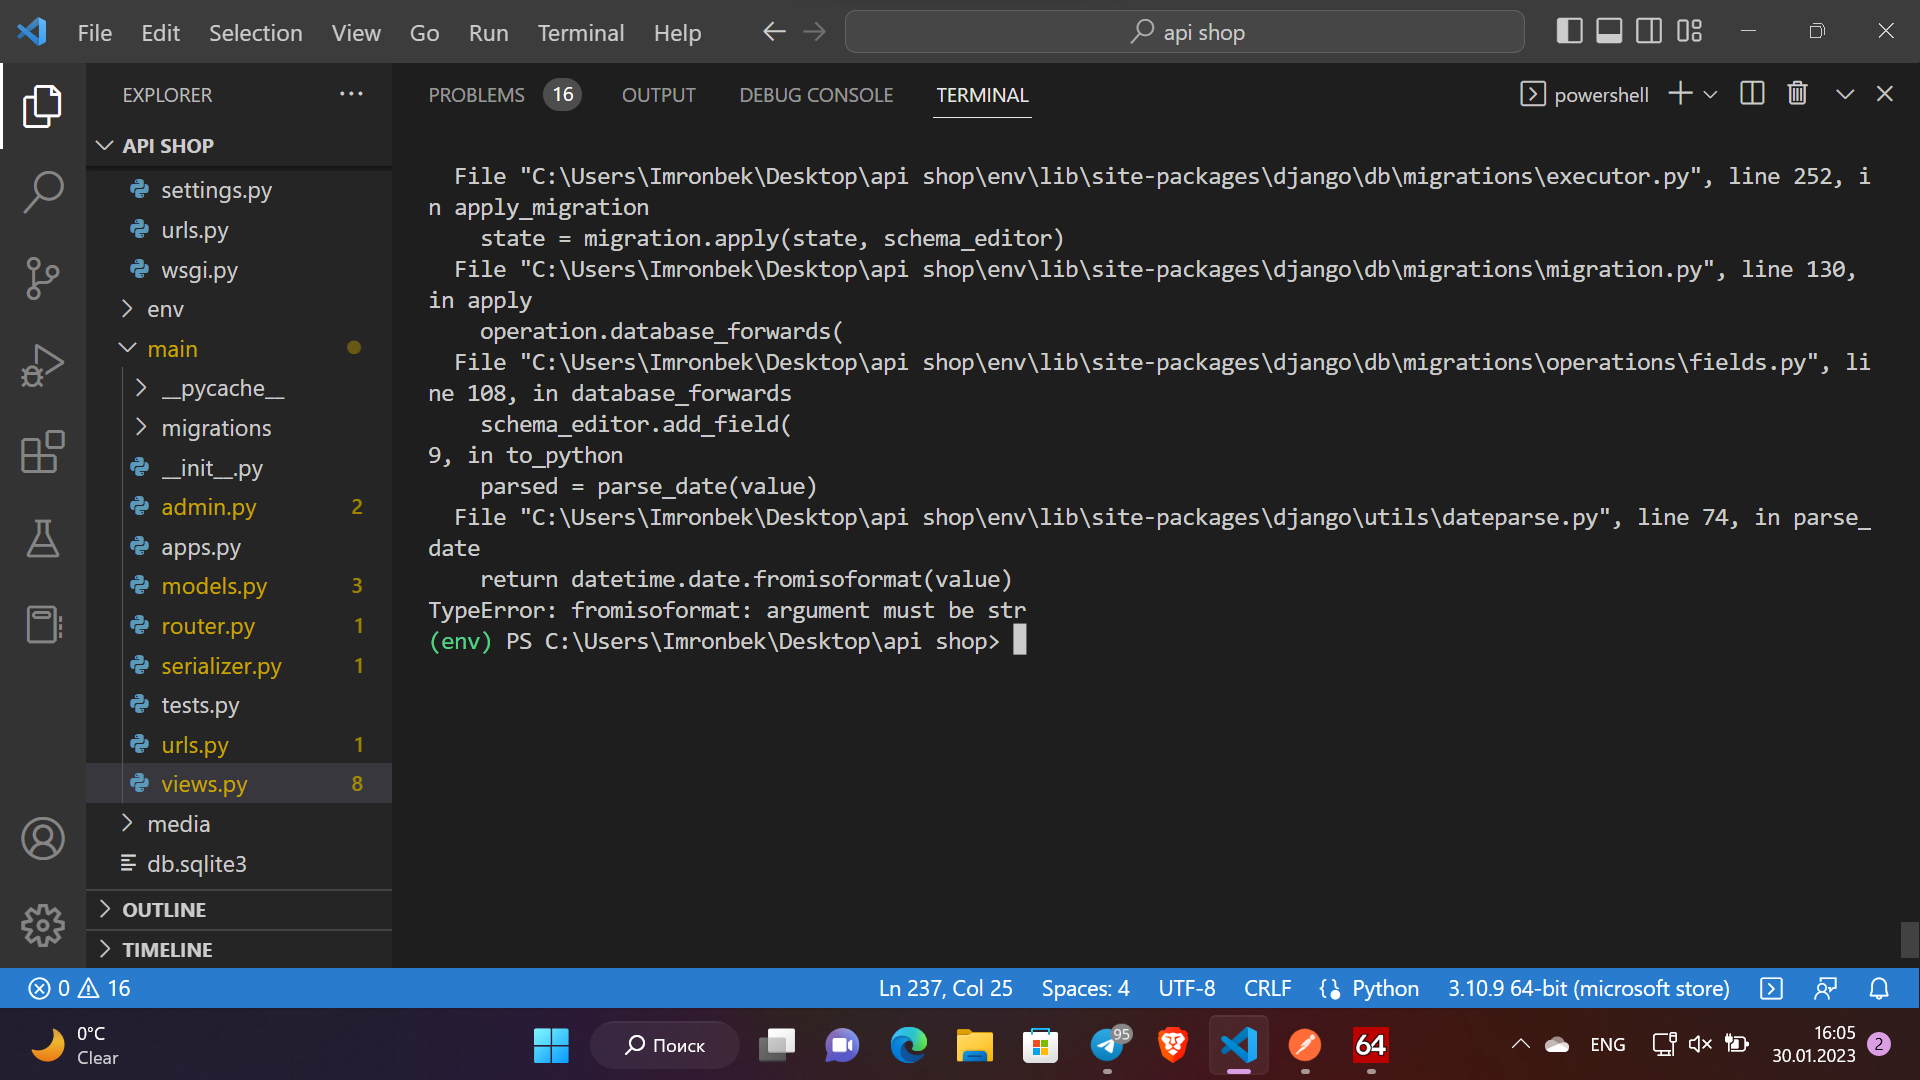 File Edit Selection View Go Run Terminal Help
api shop
EXPLORER
API SHOP
settings.py
urls.py
wsgi.py
env
main
__pycache__
migrations
__init__.py
admin.py 2
apps.py
models.py 3
router.py 1
serializer.py 1
tests.py
urls.py 1
views.py 8
media
db.sqlite3
OUTLINE
TIMELINE
PROBLEMS 16 OUTPUT DEBUG CONSOLE TERMINAL
powershell
File "C:\Users\Imronbek\Desktop\api shop\env\lib\site-packages\django\db\migrations\executor.py", line 252, i
n apply_migration
state = migration.apply(state, schema_editor)
File "C:\Users\Imronbek\Desktop\api shop\env\lib\site-packages\django\db\migrations\migration.py", line 130,
in apply
operation.database_forwards(
File "C:\Users\Imronbek\Desktop\api shop\env\lib\site-packages\django\db\migrations\operations\fields.py", li
ne 108, in database_forwards
schema_editor.add_field(
9, in to_python
parsed = parse_date(value)
File "C:\Users\Imronbek\Desktop\api shop\env\lib\site-packages\django\utils\dateparse.py", line 74, in parse_
date
return datetime.date.fromisoformat(value)
TypeError: fromisoformat: argument must be str
(env) PS C:\Users\Imronbek\Desktop\api shop>
0 16
Ln 237, Col 25 Spaces: 4 UTF-8 CRLF Python 3.10.9 64-bit (microsoft store)
0°C
Clear
Поиск
95
64
ENG
16:05
30.01.2023
2